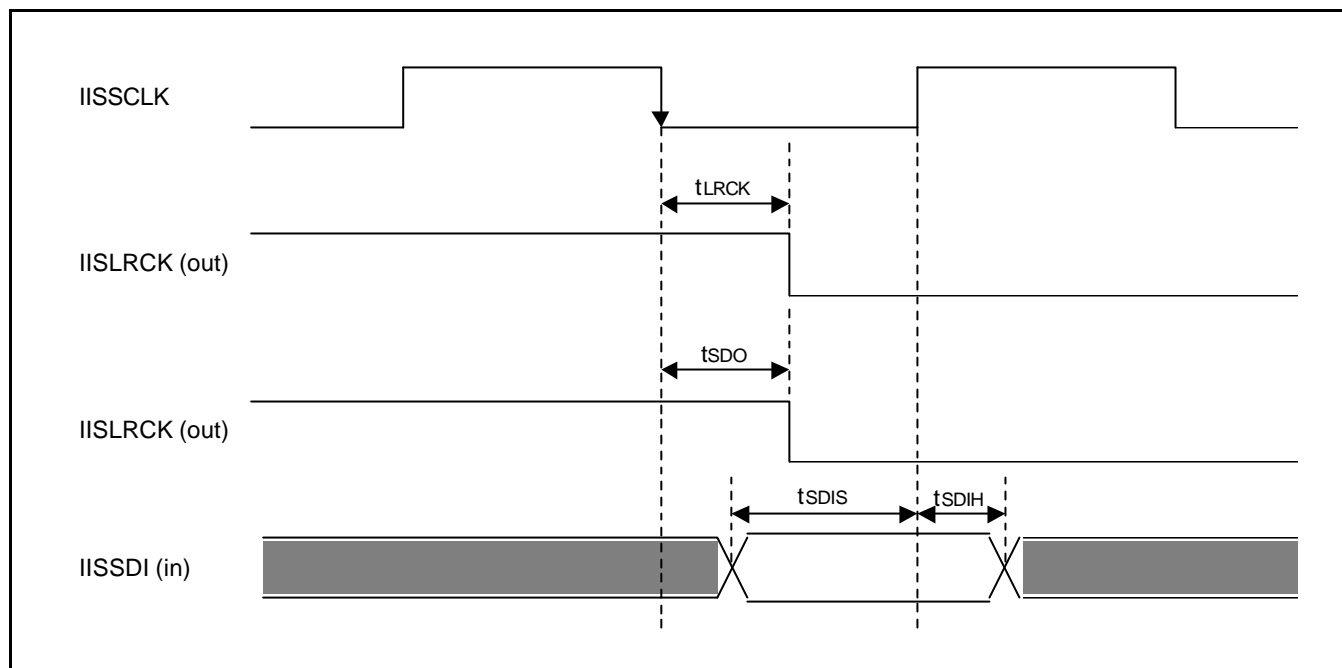 IISSCLK
tLRCK
IISLRCK (out)
tSDO
IISLRCK (out)
tSDIS
tSDIH
IISSDI (in)